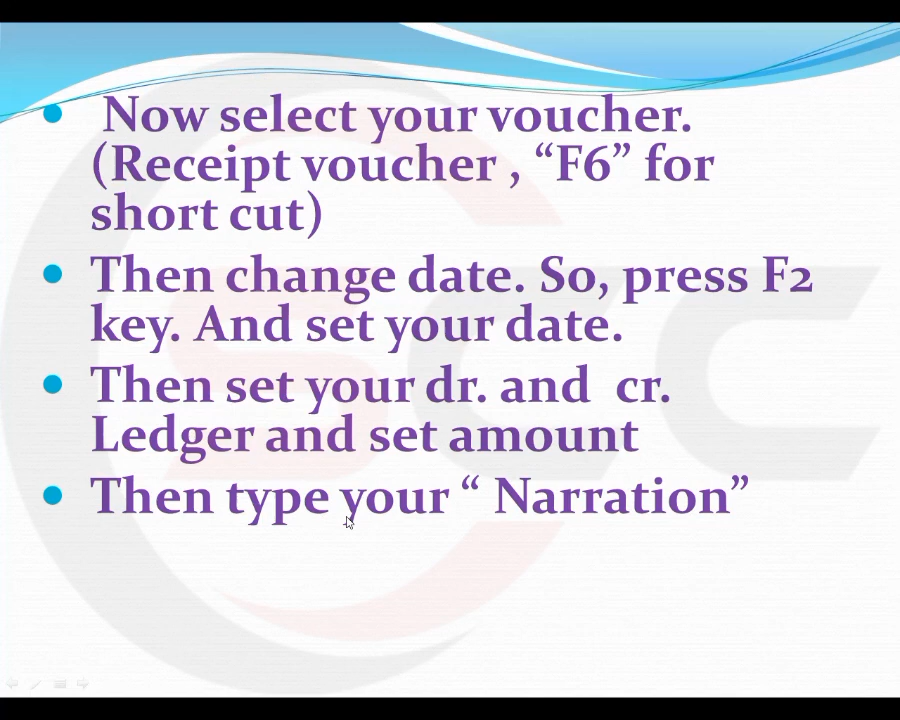 Now select your voucher.
(Receipt voucher , “F6” for
short cut)
Then change date. So, press F2
key. And set your date.
Then set your dr. and  cr.
Ledger and set amount
Then type your “ Narration”
SCC